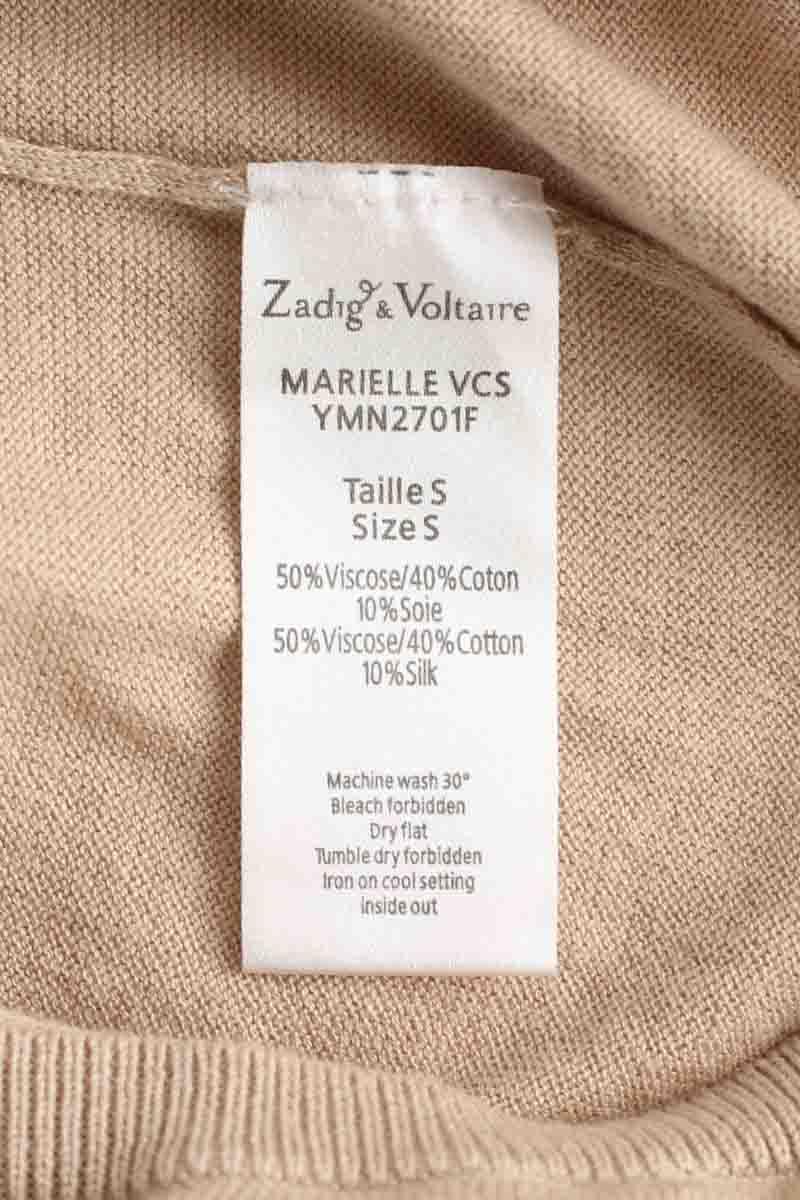 Zadig & Voltaire
MARIELLE VCS
YMN2701F
Taille S
Size S
50%Viscose/40%Coton
10%Soie
50%Viscose/40%Cotton
10%Silk
Machine wash 30°
Bleach forbidden
Dry flat
Tumble dry forbidden
Iron on cool setting
inside out